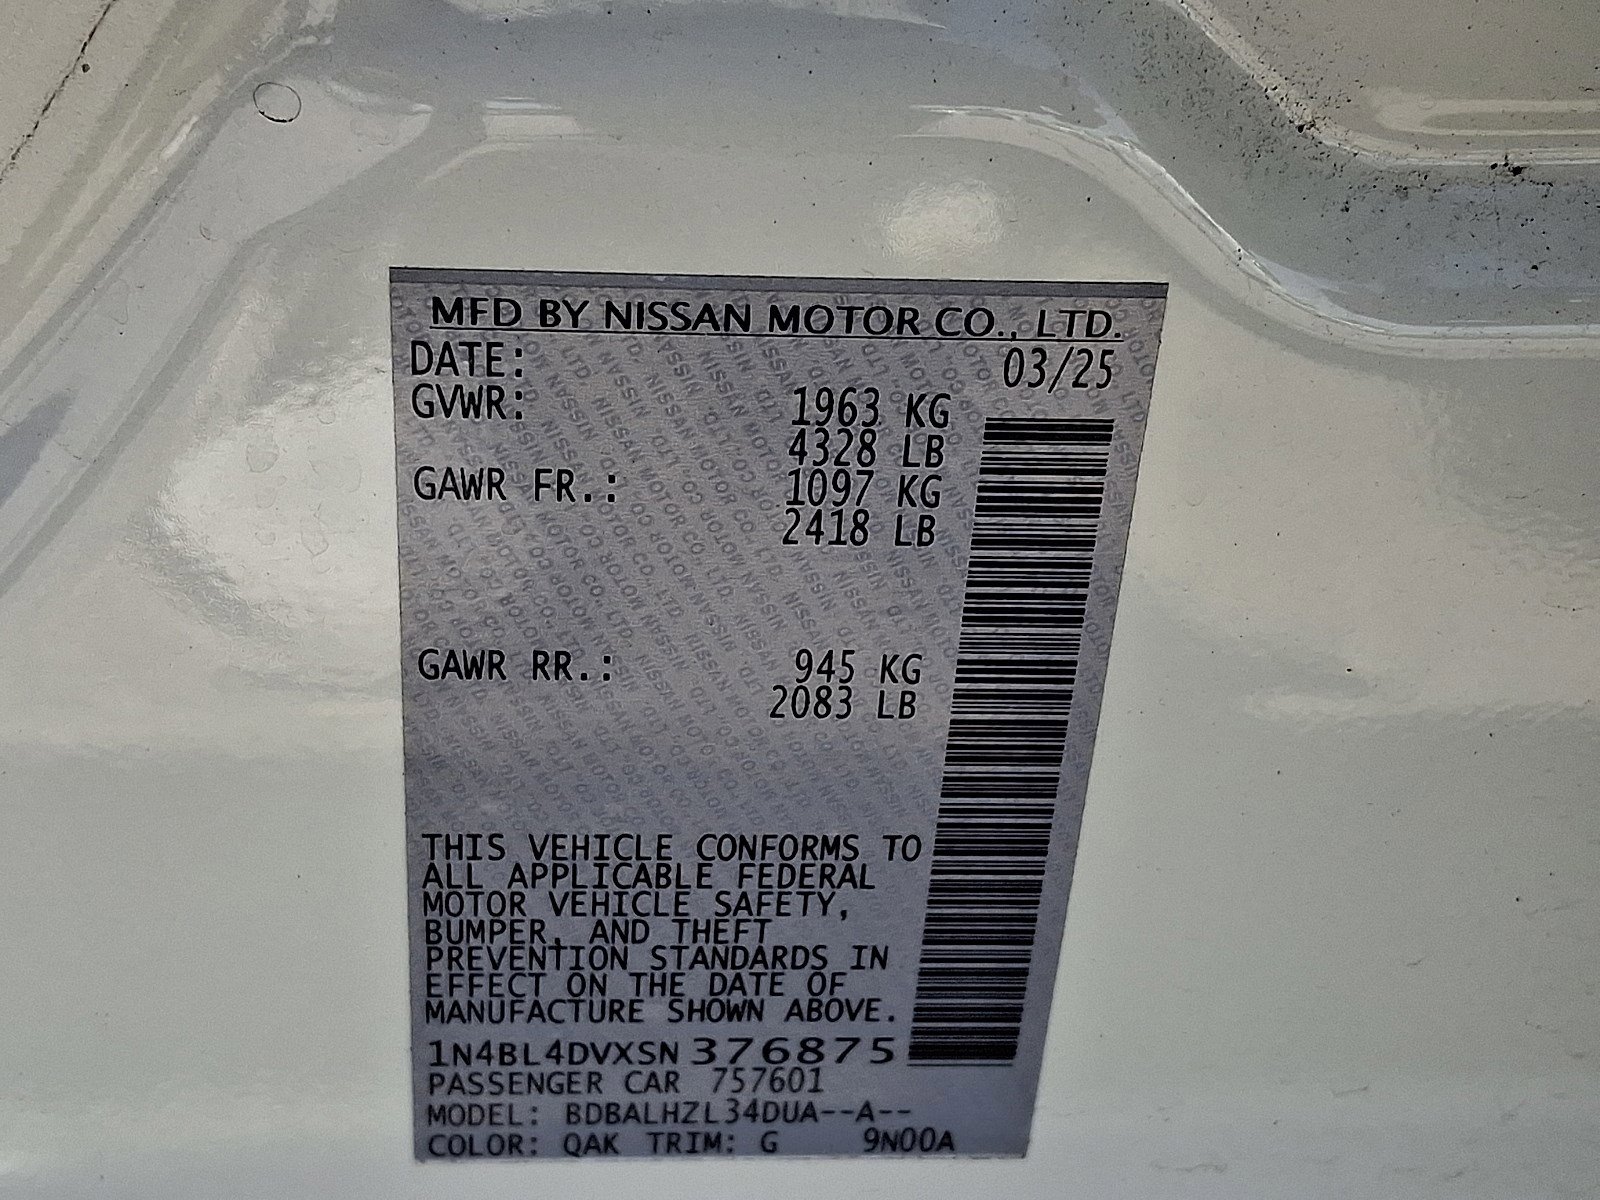 MFD BY NISSAN MOTOR CO., LTD.
DATE: 03/25
GVWR: 1963 KG
4328 LB
GAWR FR.: 1097 KG
2418 LB
GAWR RR.: 945 KG
2083 LB
THIS VEHICLE CONFORMS TO
ALL APPLICABLE FEDERAL
MOTOR VEHICLE SAFETY,
BUMPER, AND THEFT
PREVENTION STANDARDS IN
EFFECT ON THE DATE OF
MANUFACTURE SHOWN ABOVE.
1N4BL4DVXSN376875
PASSENGER CAR 757601
MODEL: BDBALHZL34DUA--A--
COLOR: QAK TRIM: G 9N00A